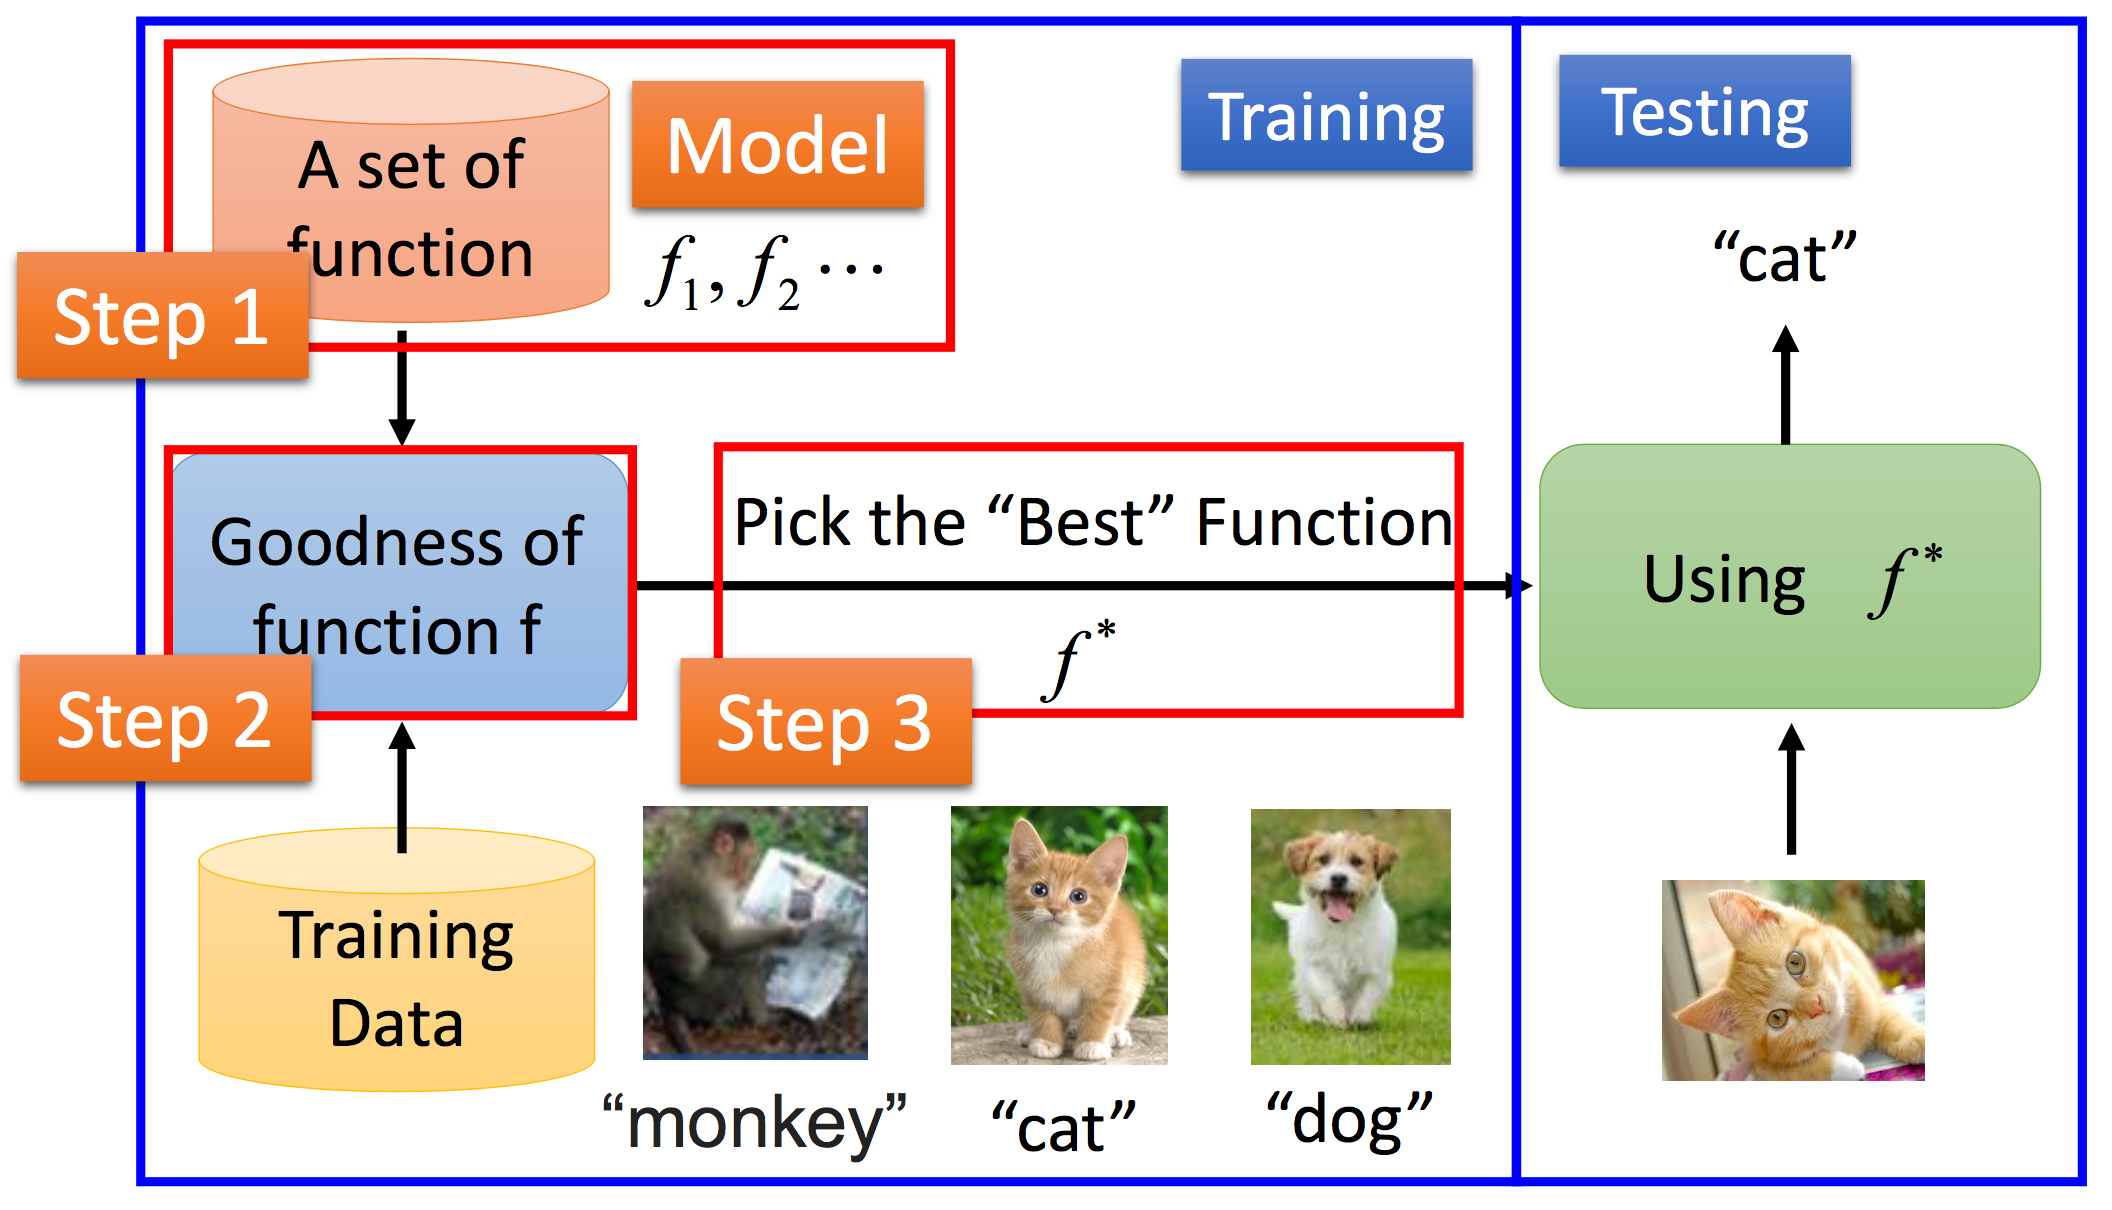 A set of
function
Model
f₁, f₂ ⋯
Step 1
Training
Goodness of
function f
Step 2
Pick the “Best” Function
f*
Step 3
Training
Data
“monkey”
“cat”
“dog”
Testing
“cat”
Using f*